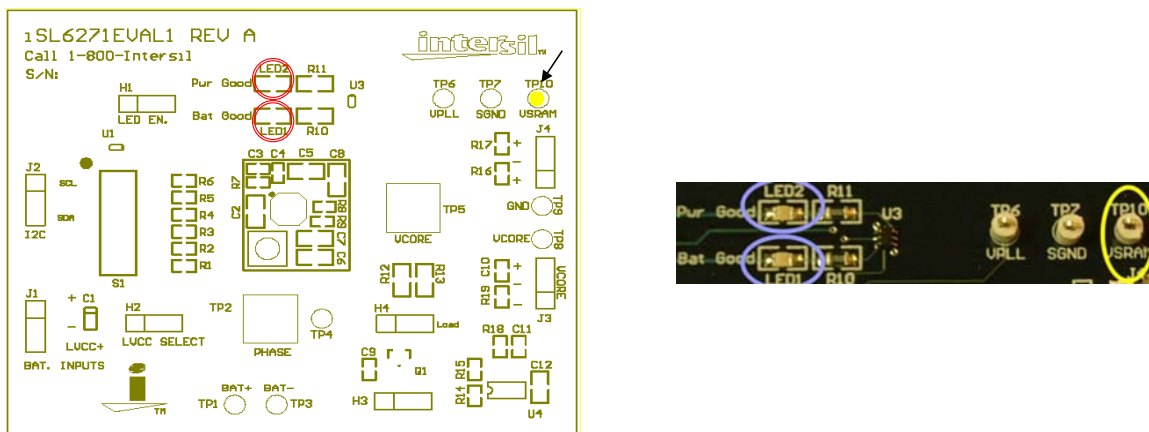 iSL6271EVAL1 REV A
Call 1-800-Intersil
S/N:
intersil TM
LED2
R11
Pwr Good
U3
H1
LED EN.
Bat Good
LED1
R10
TP6
TP7
TP10
VPLL
SGND
VSRAM
U1
J4
R17
+
-
R16
+
J2
SCL
SDA
I2C
S1
R6
R5
R4
R3
R2
R1
C3
C4
C5
C8
R7
C2
R8
R9
C7
C6
TP5
VCORE
GND
TP9
VCORE
TP8
J1
+
C1
-
LVCC+
BAT. INPUTS
H2
LVCC SELECT
TP2
PHASE
TP4
R12
R13
C10
+
-
R19
+
-
VCORE
J3
H4
Load
R18
C11
C9
Q1
R15
R14
C12
U4
H3
BAT+
BAT-
TP1
TP3
TM
LED2
R11
Pwr Good
U3
Bat Good
LED1
R10
TP6
TP7
TP10
VPLL
SGND
VSRAM